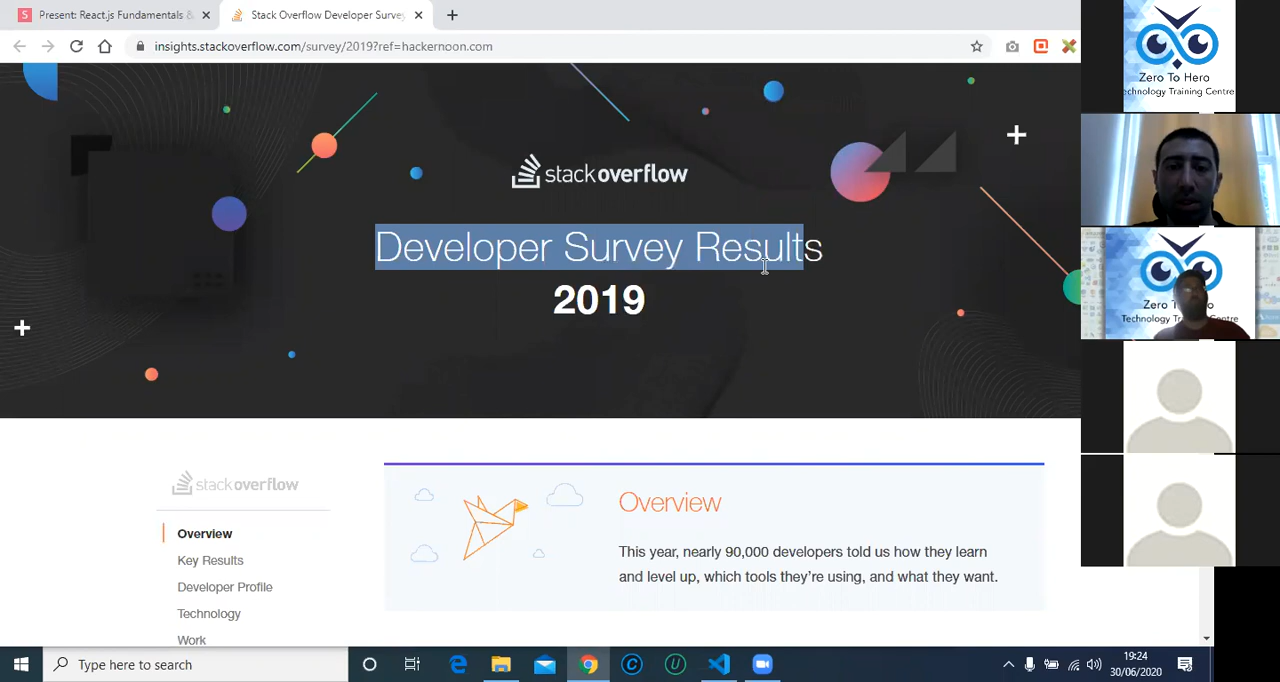 Present: React.js Fundamentals &
Stack Overflow Developer Survey
insights.stackoverflow.com/survey/2019?ref=hackernoon.com
stackoverflow
Developer Survey Results
2019
stackoverflow
Overview
Key Results
Developer Profile
Technology
Work
Overview
This year, nearly 90,000 developers told us how they learn
and level up, which tools they're using, and what they want.
Zero To Hero
Technology Training Centre
Zero T
Technology Tra Centre
Type here to search
19:24
30/06/2020